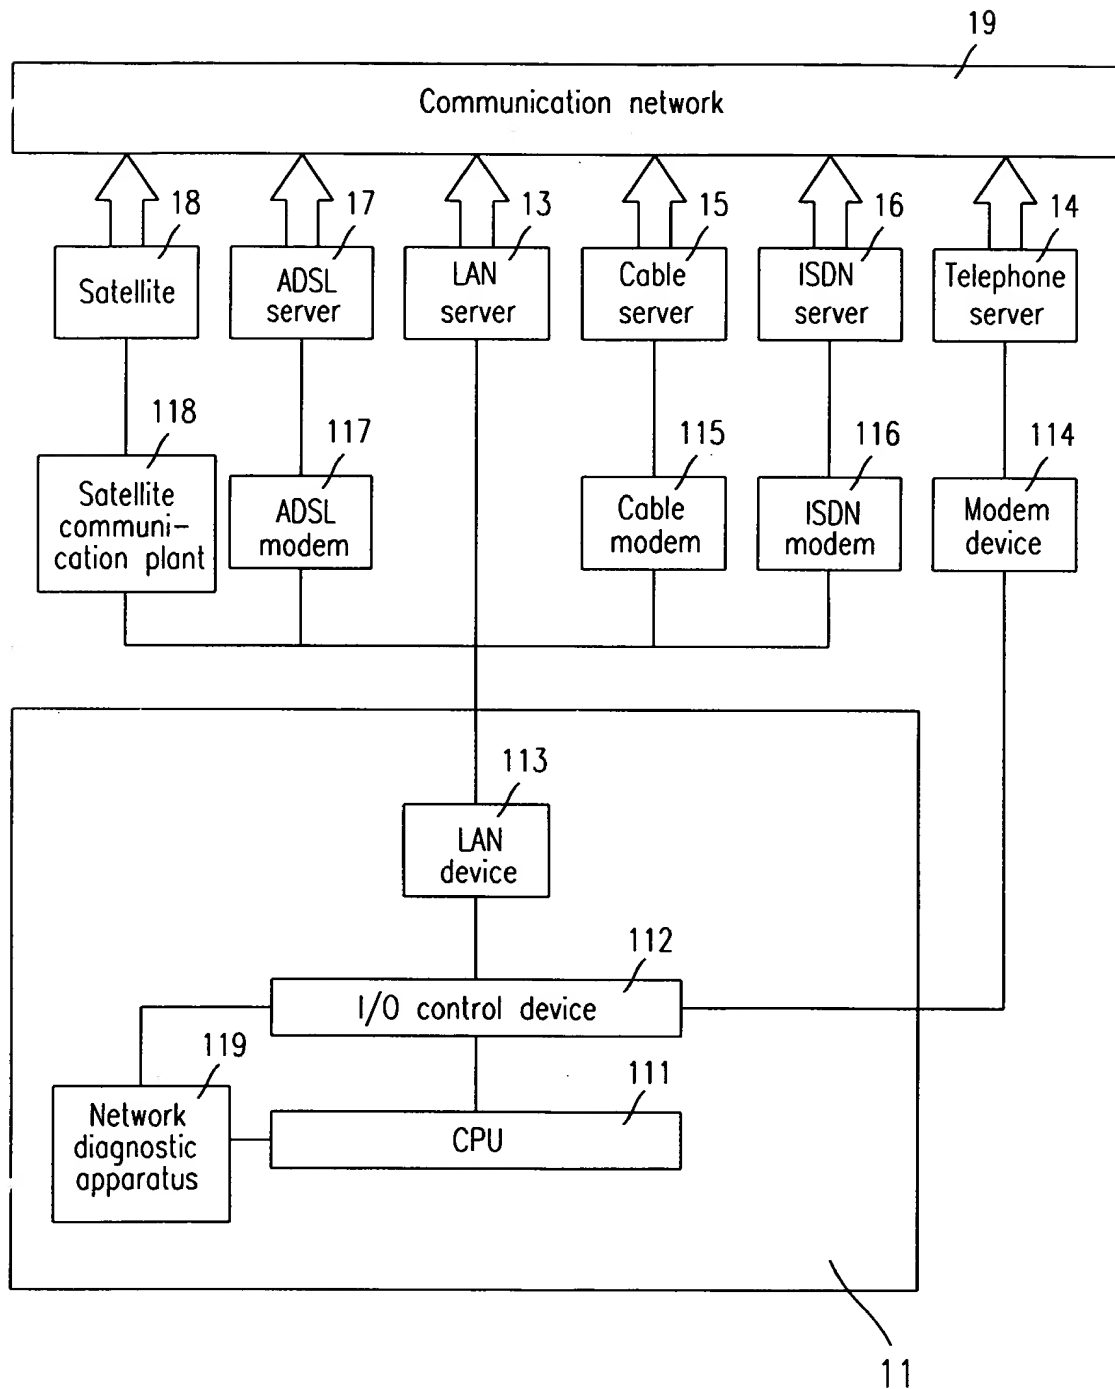 19
Communication network
18
17
13
15
16
14
Satellite
ADSL
server
LAN
server
Cable
server
ISDN
server
Telephone
server
118
117
115
116
114
Satellite
communi-
cation plant
ADSL
modem
Cable
modem
ISDN
modem
Modem
device
113
LAN
device
112
I/O control device
119
111
Network
diagnostic
apparatus
CPU
11